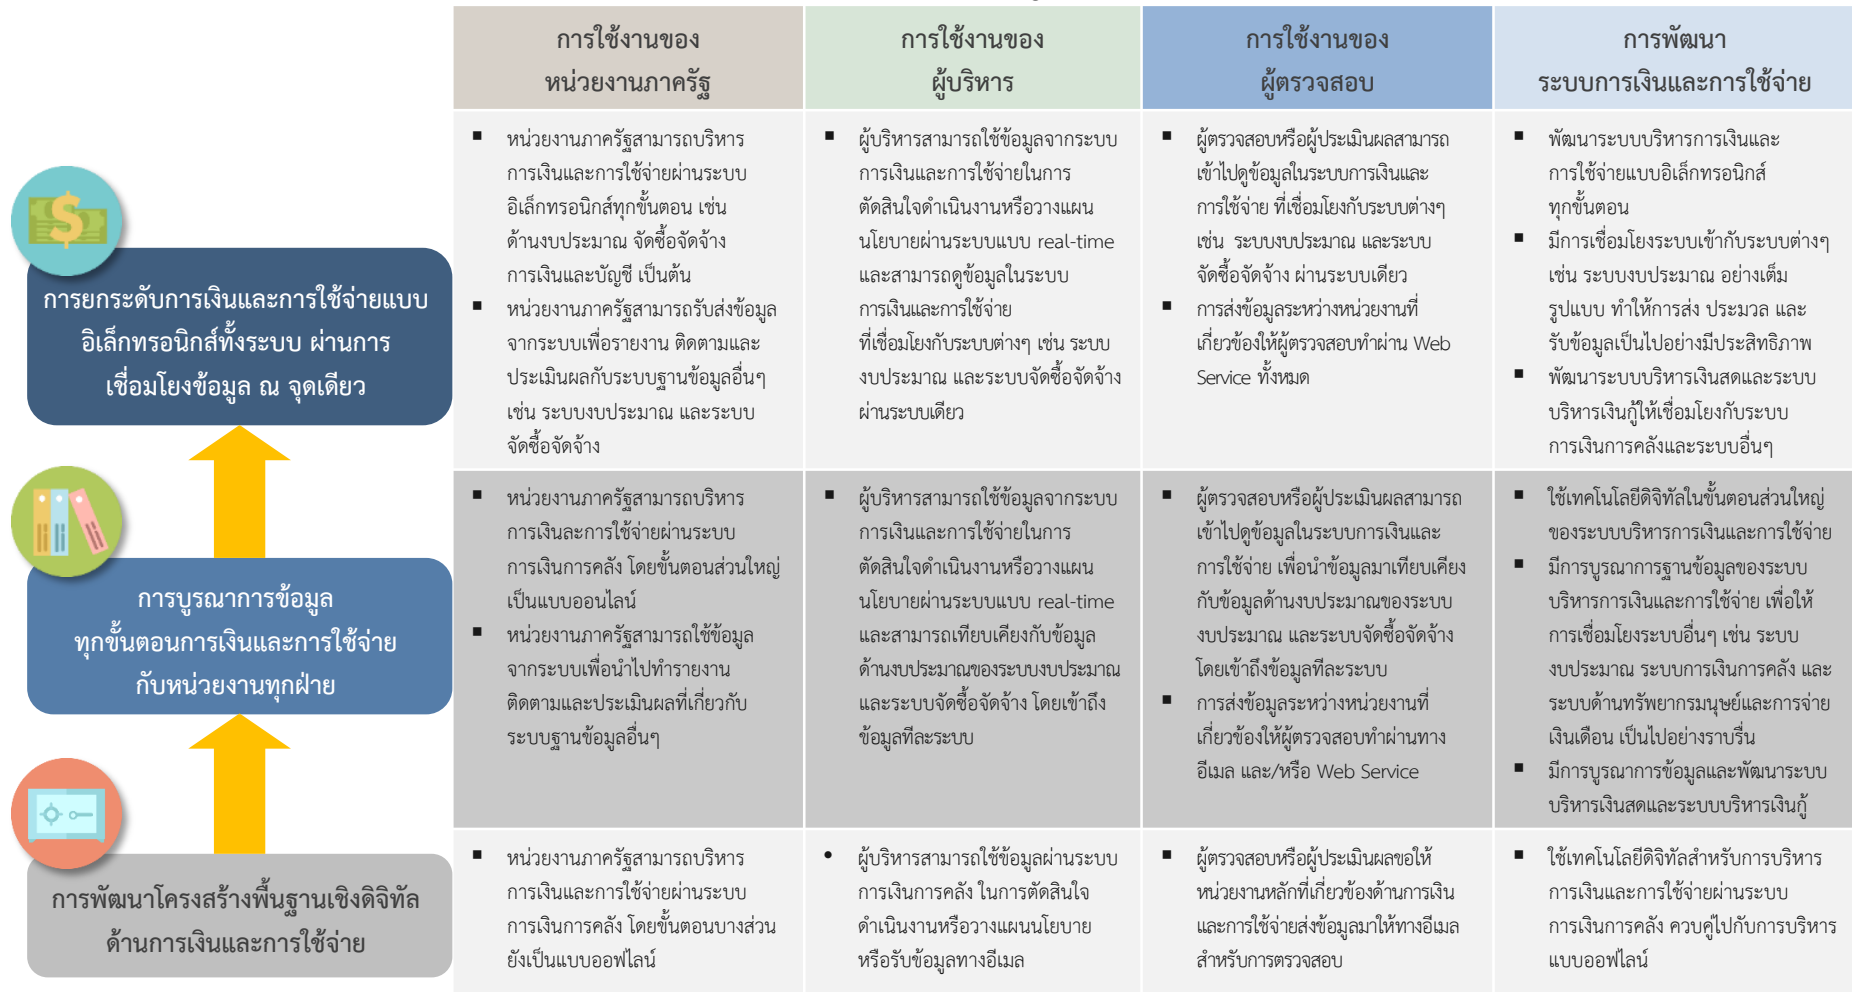 การใช้งานของ
หน่วยงานภาครัฐ
การใช้งานของ
ผู้บริหาร
การใช้งานของ
ผู้ตรวจสอบ
การพัฒนา
ระบบการเงินและการใช้จ่าย
การยกระดับการเงินและการใช้จ่ายแบบ
อิเล็กทรอนิกส์ทั้งระบบ ผ่านการ
เชื่อมโยงข้อมูล ณ จุดเดียว
▪ หน่วยงานภาครัฐสามารถบริหาร
การเงินและการใช้จ่ายผ่านระบบ
อิเล็กทรอนิกส์ทุกขั้นตอน เช่น
ด้านงบประมาณ จัดซื้อจัดจ้าง
การเงินและบัญชี เป็นต้น
▪ หน่วยงานภาครัฐสามารถรับส่งข้อมูล
จากระบบเพื่อรายงาน ติดตามและ
ประเมินผลกับระบบฐานข้อมูลอื่นๆ
เช่น ระบบงบประมาณ และระบบ
จัดซื้อจัดจ้าง
▪ ผู้บริหารสามารถใช้ข้อมูลจากระบบ
การเงินและการใช้จ่ายในการ
ตัดสินใจดำเนินงานหรือวางแผน
นโยบายผ่านระบบแบบ real-time
และสามารถดูข้อมูลในระบบ
การเงินและการใช้จ่าย
ที่เชื่อมโยงกับระบบต่างๆ เช่น ระบบ
งบประมาณ และระบบจัดซื้อจัดจ้าง
ผ่านระบบเดียว
▪ ผู้ตรวจสอบหรือผู้ประเมินผลสามารถ
เข้าไปดูข้อมูลในระบบการเงินและ
การใช้จ่าย ที่เชื่อมโยงกับระบบต่างๆ
เช่น ระบบงบประมาณ และระบบ
จัดซื้อจัดจ้าง ผ่านระบบเดียว
▪ การส่งข้อมูลระหว่างหน่วยงานที่
เกี่ยวข้องให้ผู้ตรวจสอบทำผ่าน Web
Service ทั้งหมด
▪ พัฒนาระบบบริหารการเงินและ
การใช้จ่ายแบบอิเล็กทรอนิกส์
ทุกขั้นตอน
▪ มีการเชื่อมโยงระบบเข้ากับระบบต่างๆ
เช่น ระบบงบประมาณ อย่างเต็ม
รูปแบบ ทำให้การส่ง ประมวล และ
รับข้อมูลเป็นไปอย่างมีประสิทธิภาพ
▪ พัฒนาระบบบริหารเงินสดและระบบ
บริหารเงินกู้ให้เชื่อมโยงกับระบบ
การเงินการคลังและระบบอื่นๆ
การบูรณาการข้อมูล
ทุกขั้นตอนการเงินและการใช้จ่าย
กับหน่วยงานทุกฝ่าย
▪ หน่วยงานภาครัฐสามารถบริหาร
การเงินละการใช้จ่ายผ่านระบบ
การเงินการคลัง โดยขั้นตอนส่วนใหญ่
เป็นแบบออนไลน์
▪ หน่วยงานภาครัฐสามารถใช้ข้อมูล
จากระบบเพื่อนำไปทำรายงาน
ติดตามและประเมินผลที่เกี่ยวกับ
ระบบฐานข้อมูลอื่นๆ
▪ ผู้บริหารสามารถใช้ข้อมูลจากระบบ
การเงินและการใช้จ่ายในการ
ตัดสินใจดำเนินงานหรือวางแผน
นโยบายผ่านระบบแบบ real-time
และสามารถเทียบเคียงกับข้อมูล
ด้านงบประมาณของระบบงบประมาณ
และระบบจัดซื้อจัดจ้าง โดยเข้าถึง
ข้อมูลทีละระบบ
▪ ผู้ตรวจสอบหรือผู้ประเมินผลสามารถ
เข้าไปดูข้อมูลในระบบการเงินและ
การใช้จ่าย เพื่อนำข้อมูลมาเทียบเคียง
กับข้อมูลด้านงบประมาณของระบบ
งบประมาณ และระบบจัดซื้อจัดจ้าง
โดยเข้าถึงข้อมูลทีละระบบ
▪ การส่งข้อมูลระหว่างหน่วยงานที่
เกี่ยวข้องให้ผู้ตรวจสอบทำผ่านทาง
อีเมล และ/หรือ Web Service
▪ ใช้เทคโนโลยีดิจิทัลในขั้นตอนส่วนใหญ่
ของระบบบริหารการเงินและการใช้จ่าย
▪ มีการบูรณาการฐานข้อมูลของระบบ
บริหารการเงินและการใช้จ่าย เพื่อให้
การเชื่อมโยงระบบอื่นๆ เช่น ระบบ
งบประมาณ ระบบการเงินการคลัง และ
ระบบด้านทรัพยากรมนุษย์และการจ่าย
เงินเดือน เป็นไปอย่างราบรื่น
▪ มีการบูรณาการข้อมูลและพัฒนาระบบ
บริหารเงินสดและระบบบริหารเงินกู้
การพัฒนาโครงสร้างพื้นฐานเชิงดิจิทัล
ด้านการเงินและการใช้จ่าย
▪ หน่วยงานภาครัฐสามารถบริหาร
การเงินและการใช้จ่ายผ่านระบบ
การเงินการคลัง โดยขั้นตอนบางส่วน
ยังเป็นแบบออฟไลน์
• ผู้บริหารสามารถใช้ข้อมูลผ่านระบบ
การเงินการคลัง ในการตัดสินใจ
ดำเนินงานหรือวางแผนนโยบาย
หรือรับข้อมูลทางอีเมล
▪ ผู้ตรวจสอบหรือผู้ประเมินผลขอให้
หน่วยงานหลักที่เกี่ยวข้องด้านการเงิน
และการใช้จ่ายส่งข้อมูลมาให้ทางอีเมล
สำหรับการตรวจสอบ
▪ ใช้เทคโนโลยีดิจิทัลสำหรับการบริหาร
การเงินและการใช้จ่ายผ่านระบบ
การเงินการคลัง ควบคู่ไปกับการบริหาร
แบบออฟไลน์